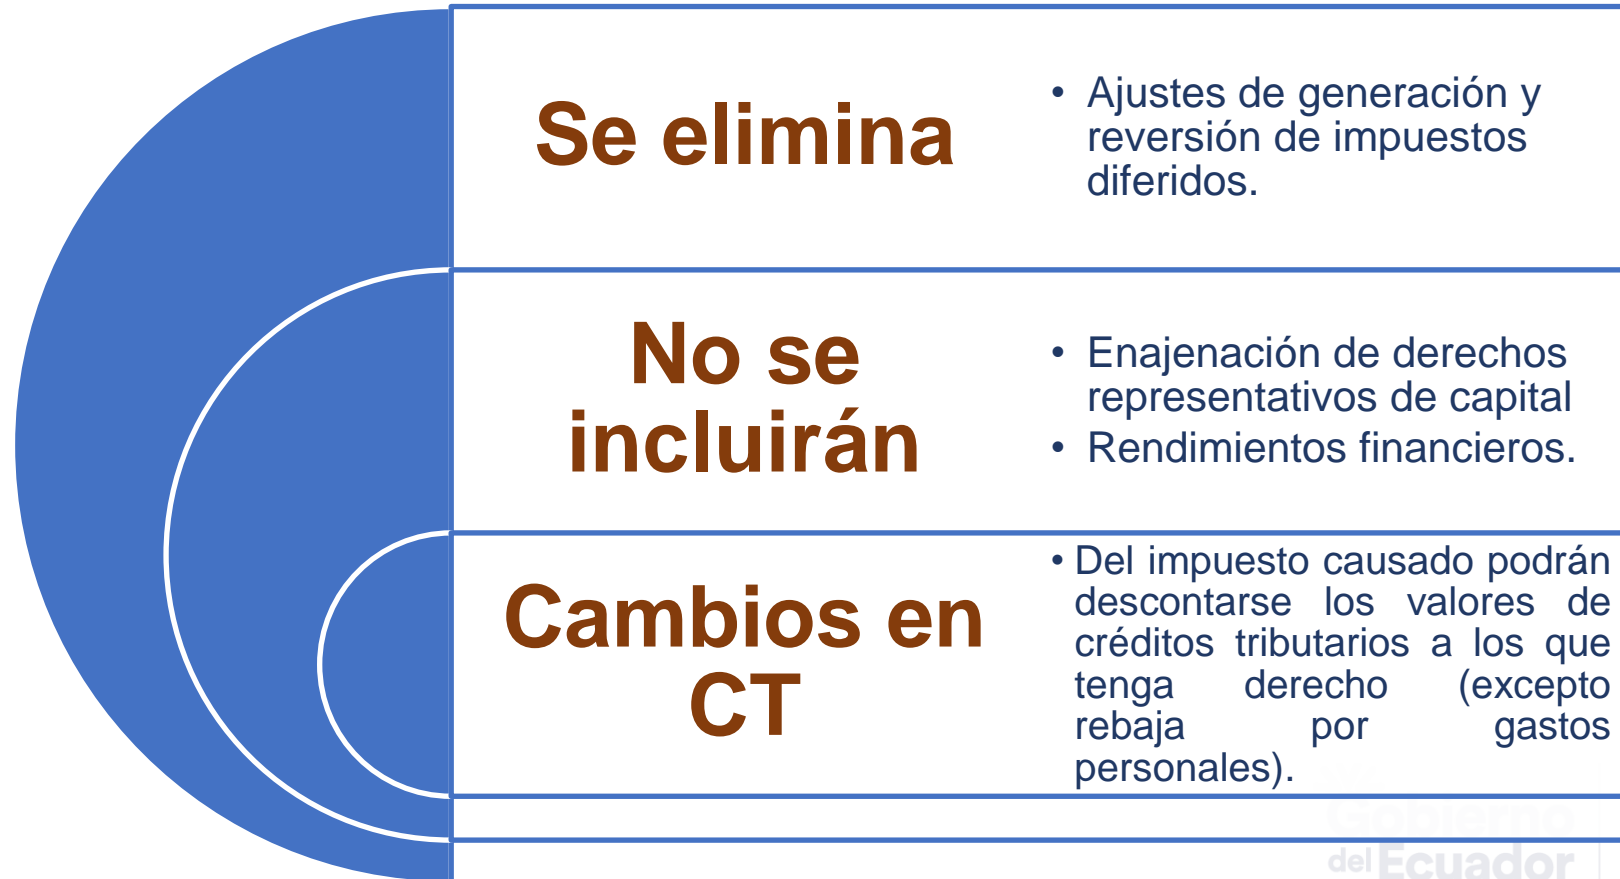 Se elimina
• Ajustes de generación y
reversión de impuestos
diferidos.
No se
incluirán
• Enajenación de derechos
representativos de capital
• Rendimientos financieros.
Cambios en
CT
• Del impuesto causado podrán
descontarse los valores de
créditos tributarios a los que
tenga derecho (excepto
rebaja por gastos
personales).
Gobierno
del Ecuador